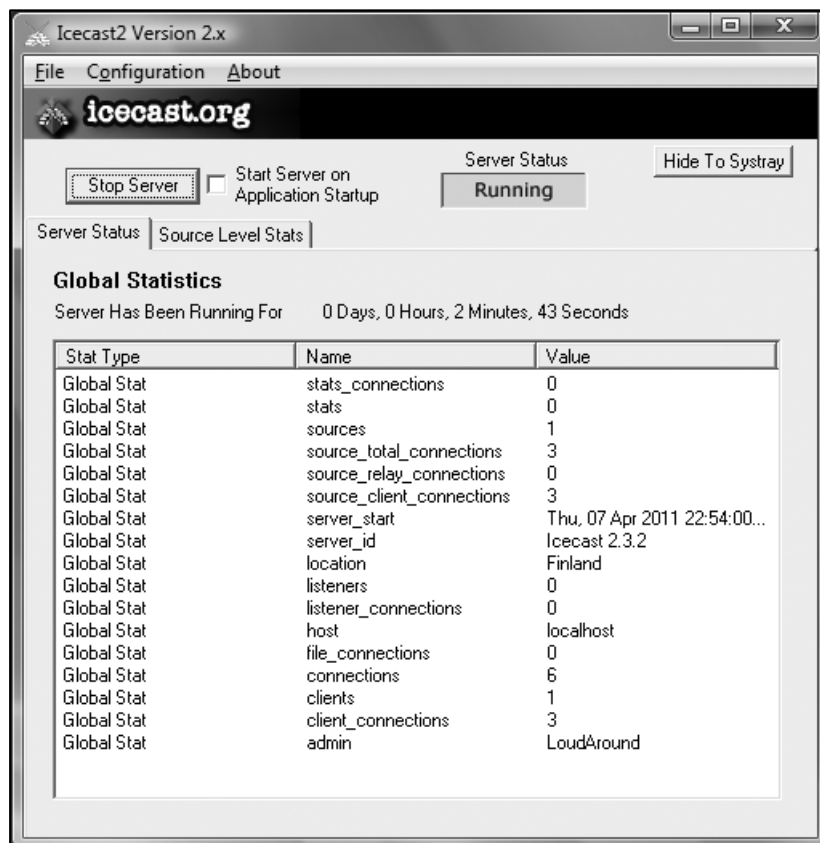 Icecast2 Version 2.x
File Configuration About
icecast.org
Stop Server
Start Server on
Application Startup
Server Status
Running
Hide To Systray
Server Status Source Level Stats
Global Statistics
Server Has Been Running For 0 Days, 0 Hours, 2 Minutes, 43 Seconds
Stat Type Name Value
Global Stat stats_connections 0
Global Stat stats 0
Global Stat sources 1
Global Stat source_total_connections 3
Global Stat source_relay_connections 0
Global Stat source_client_connections 3
Global Stat server_start Thu, 07 Apr 2011 22:54:00...
Global Stat server_id Icecast 2.3.2
Global Stat location Finland
Global Stat listeners 0
Global Stat listener_connections 0
Global Stat host localhost
Global Stat file_connections 0
Global Stat connections 6
Global Stat clients 1
Global Stat client_connections 3
Global Stat admin LoudAround